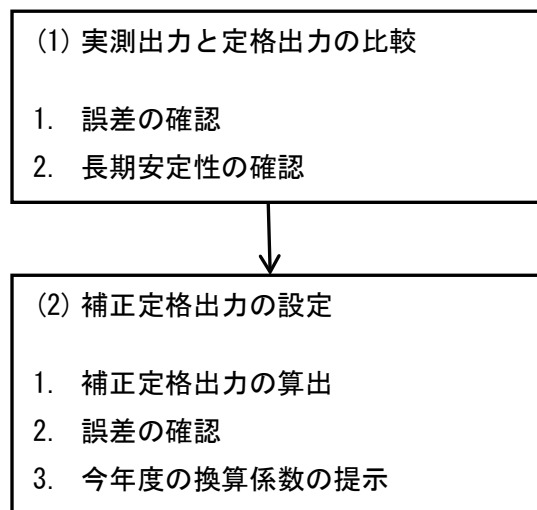 (1) 実測出力と定格出力の比較
1. 誤差の確認
2. 長期安定性の確認
(2) 補正定格出力の設定
1. 補正定格出力の算出
2. 誤差の確認
3. 今年度の換算係数の提示